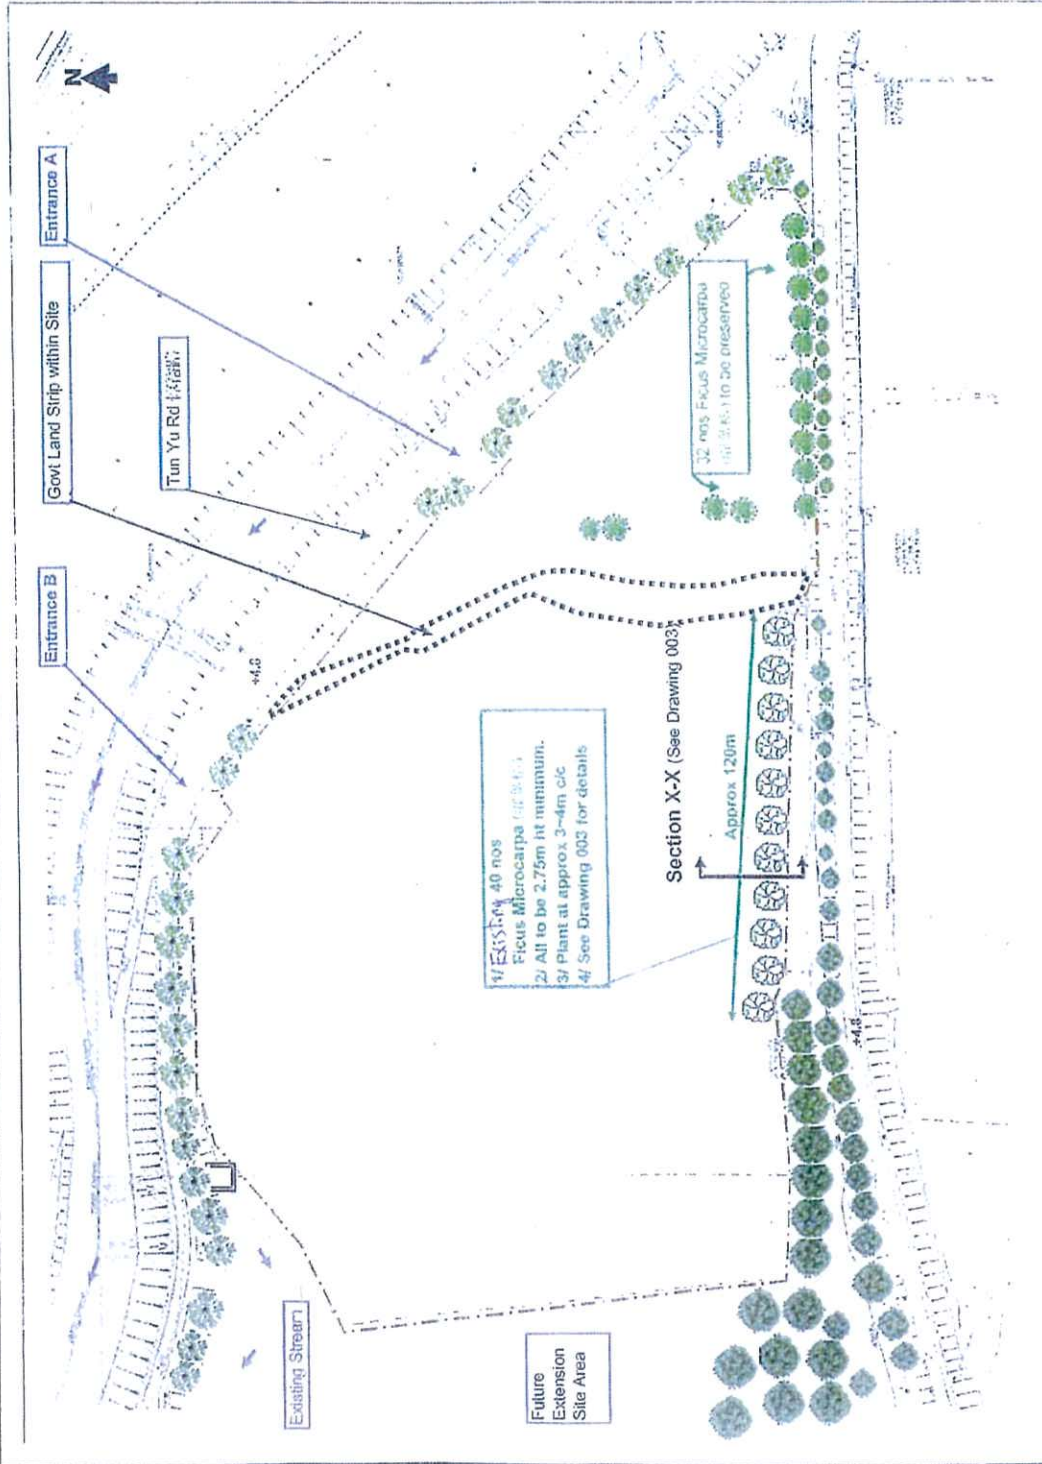 N
Entrance A
Govt Land Strip within Site
Tun Yu Rd
Entrance B
+4.8
32 nos Ficus Microcarpa
to be preserved
1/ Existing 40 nos
Ficus Microcarpa
2/ All to be 2.75m ht minimum.
3/ Plant at approx 3~4m c/c
4/ See Drawing 003 for details
Section X-X (See Drawing 003)
Approx 120m
+4.8
Existing Stream
Future
Extension
Site Area